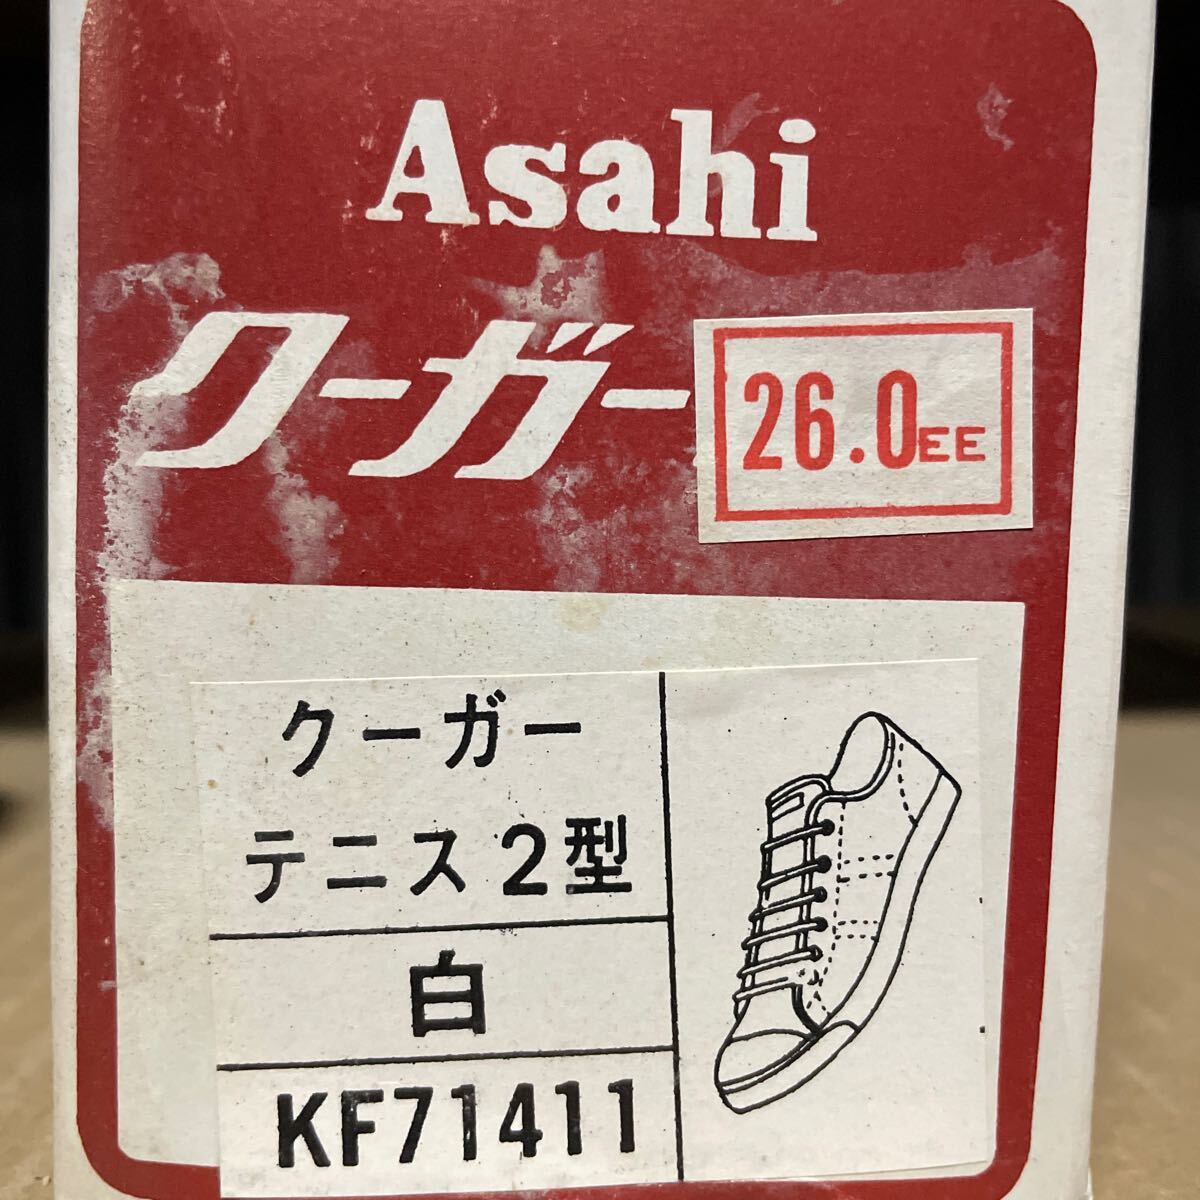 Asahi
クーガー
26.0EE
クーガー
テニス2型
白
KF71411